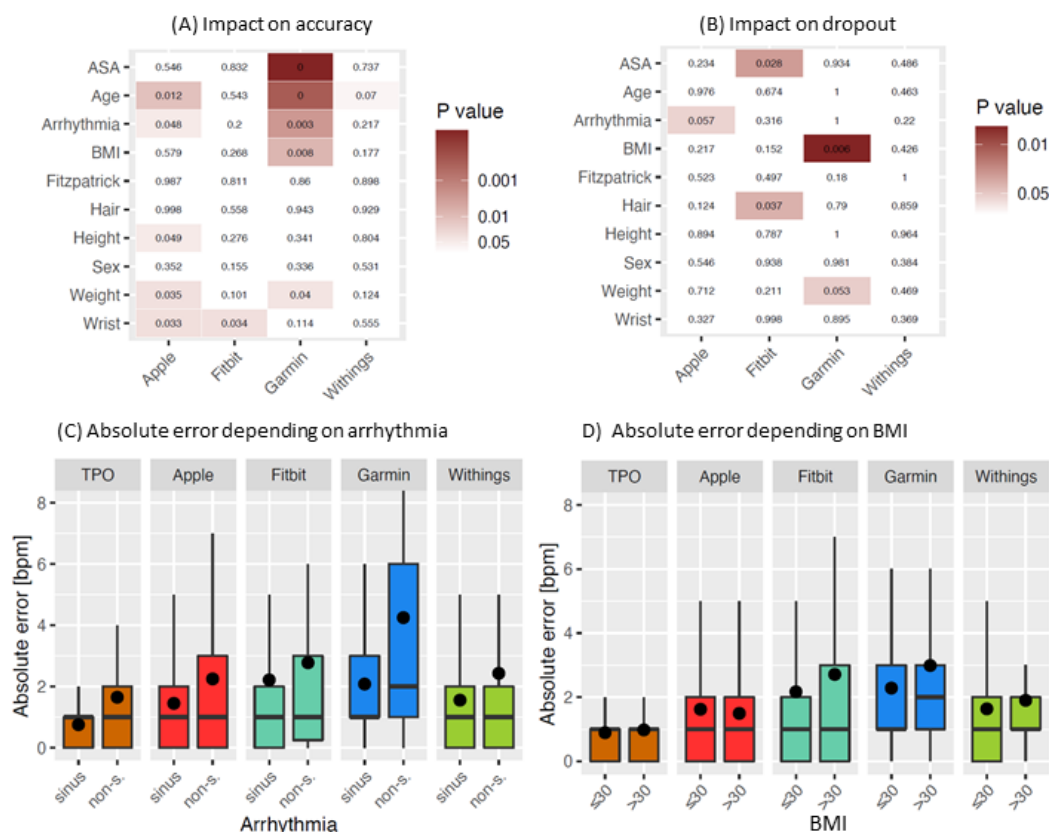 (A) Impact on accuracy
ASA 0.546 0.832 0 0.737
Age 0.012 0.543 0 0.07
Arrhythmia 0.048 0.2 0.003 0.217
BMI 0.579 0.268 0.008 0.177
Fitzpatrick 0.987 0.811 0.86 0.898
Hair 0.998 0.558 0.943 0.929
Height 0.049 0.276 0.341 0.804
Sex 0.352 0.155 0.336 0.531
Weight 0.035 0.101 0.04 0.124
Wrist 0.033 0.034 0.114 0.555
Apple Fitbit Garmin Withings
P value
0.001
0.01
0.05
(B) Impact on dropout
ASA 0.234 0.028 0.934 0.486
Age 0.976 0.674 1 0.463
Arrhythmia 0.057 0.316 1 0.22
BMI 0.217 0.152 0.006 0.426
Fitzpatrick 0.523 0.497 0.18 1
Hair 0.124 0.037 0.79 0.859
Height 0.894 0.787 1 0.964
Sex 0.546 0.938 0.981 0.384
Weight 0.712 0.211 0.053 0.469
Wrist 0.327 0.998 0.895 0.369
Apple Fitbit Garmin Withings
P value
0.01
0.05
(C) Absolute error depending on arrhythmia
TPO Apple Fitbit Garmin Withings
Absolute error [bpm]
8
6
4
2
0
sinus non-s. sinus non-s. sinus non-s. sinus non-s. sinus non-s.
Arrhythmia
D) Absolute error depending on BMI
TPO Apple Fitbit Garmin Withings
Absolute error [bpm]
8
6
4
2
0
≤30 >30 ≤30 >30 ≤30 >30 ≤30 >30 ≤30 >30
BMI